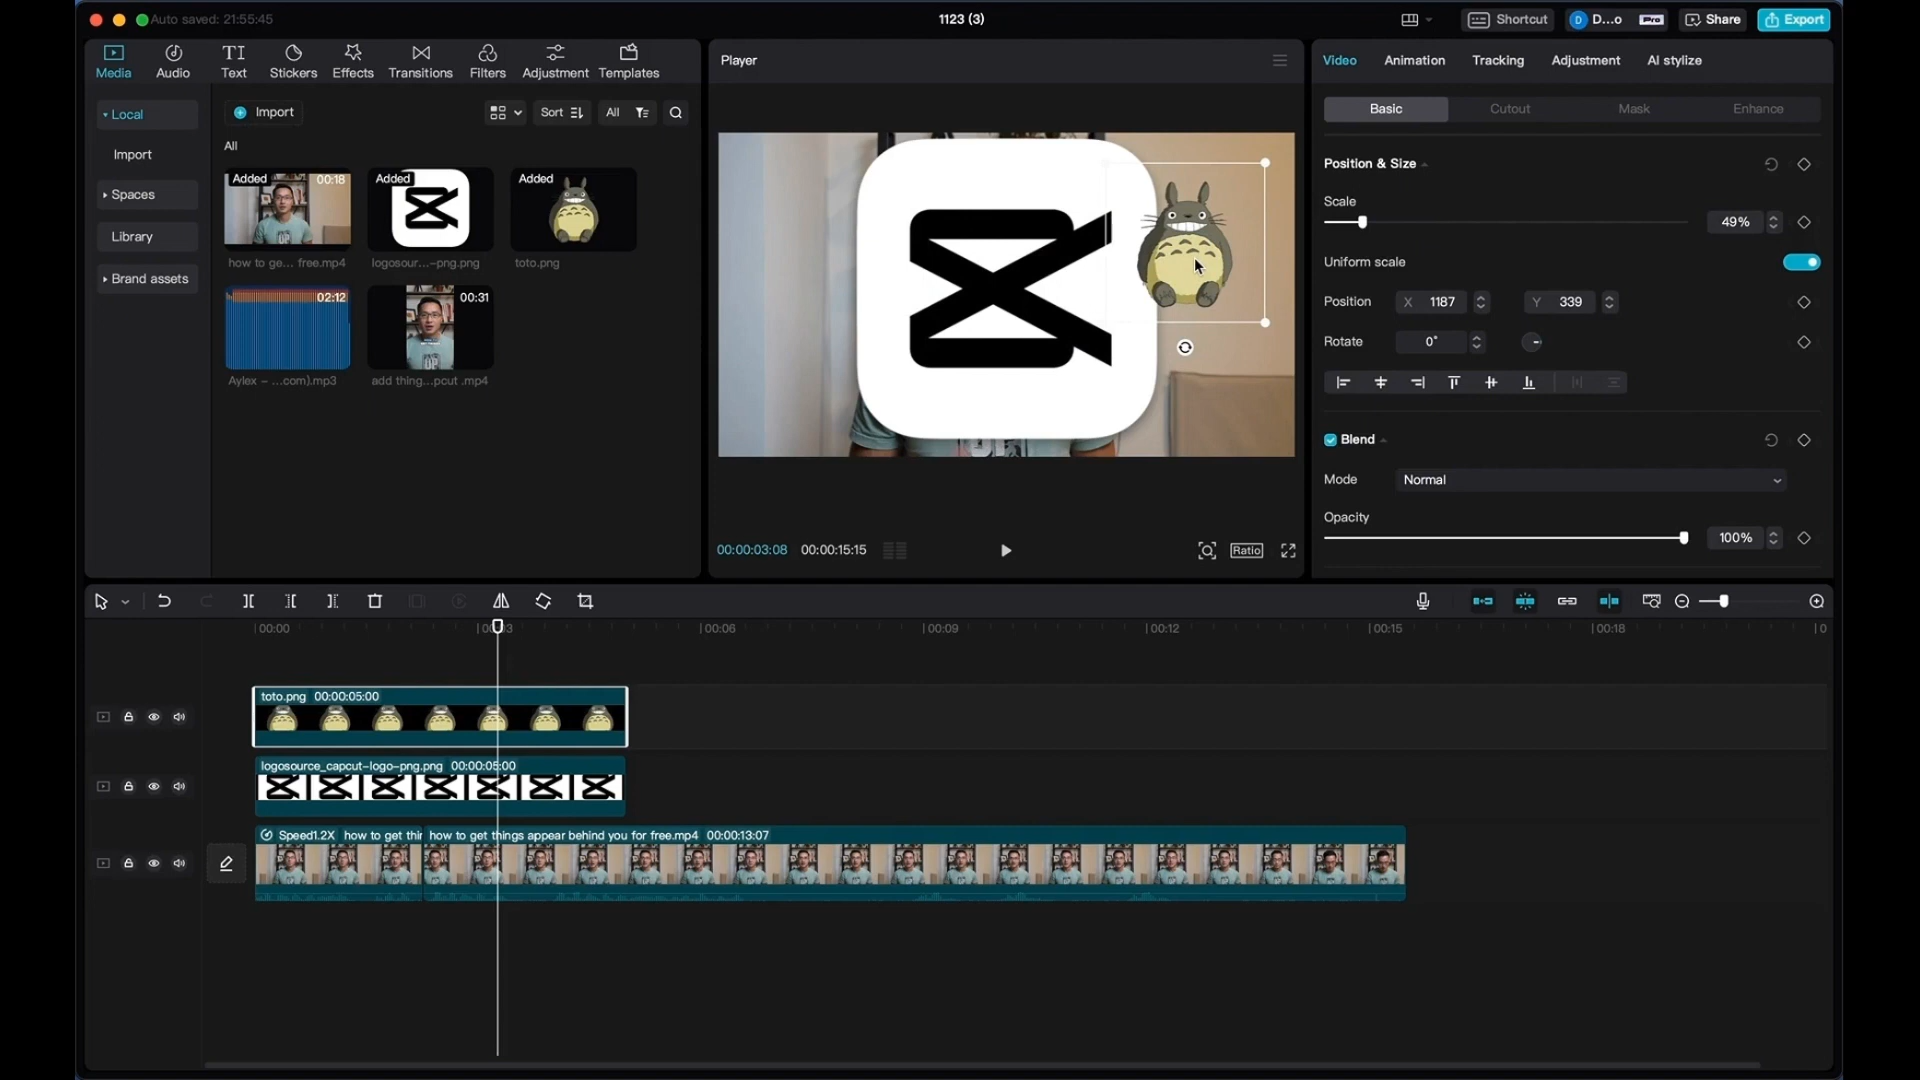 Auto saved: 21:55:45
1123 (3)
Shortcut
D
D...o
Pro
Share
Export
Media
Audio
Text
Stickers
Effects
Transitions
Filters
Adjustment
Templates
Local
Import
Spaces
Library
Brand assets
Import
Sort
All
All
Added
00:18
Added
Added
how to ge... free.mp4
logosour...-png.png
toto.png
02:12
00:31
Aylex – ...com).mp3
add thing...pcut .mp4
Player
00:00:03:08
00:00:15:15
Ratio
Video
Animation
Tracking
Adjustment
AI stylize
Basic
Cutout
Mask
Enhance
Position & Size
Scale
49%
Uniform scale
Position
X 1187
Y 339
Rotate
0°
Blend
Mode
Normal
Opacity
100%
00:00
00:03
00:06
00:09
00:12
00:15
00:18
0
toto.png 00:00:05:00
logosource_capcut-logo-png.png 00:00:05:00
Speed1.2X how to get thir
how to get things appear behind you for free.mp4 00:00:13:07